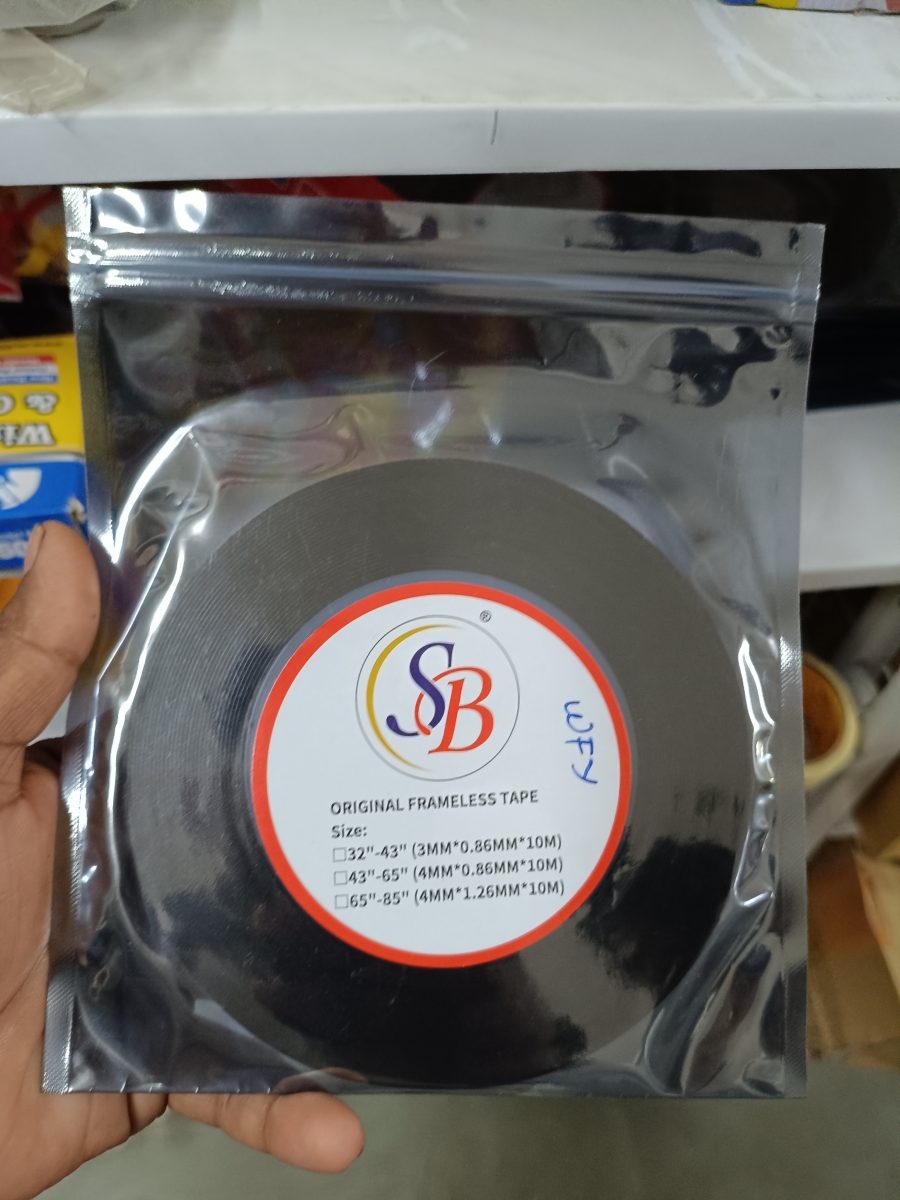 SB
®
WFY
ORIGINAL FRAMELESS TAPE
Size:
□32"-43" (3MM*0.86MM*10M)
□43"-65" (4MM*0.86MM*10M)
□65"-85" (4MM*1.26MM*10M)